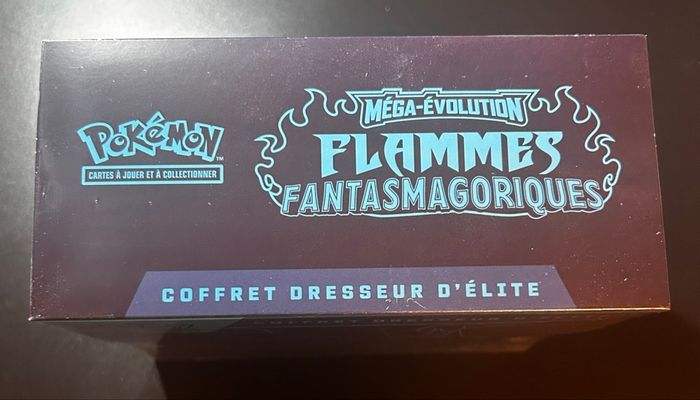 Pokémon
CARTES À JOUER ET À COLLECTIONNER
MÉGA-ÉVOLUTION
FLAMMES
FANTASMAGORIQUES
COFFRET DRESSEUR D'ÉLITE